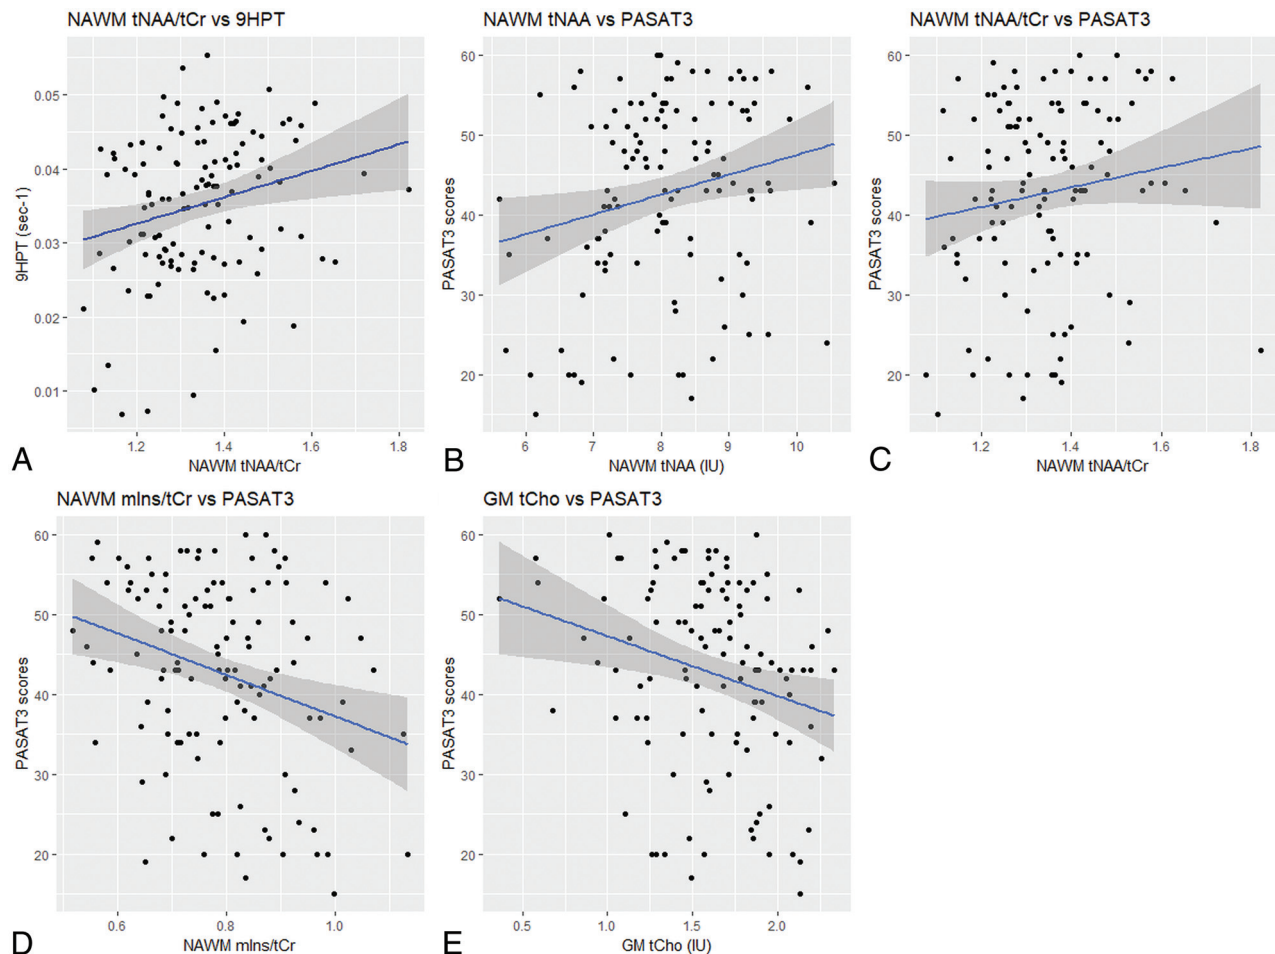 NAWM tNAA/tCr vs 9HPT
0.05
0.04
0.03
0.02
0.01
9HPT (sec-1)
1.2 1.4 1.6 1.8
NAWM tNAA/tCr
A
NAWM tNAA vs PASAT3
60
50
40
30
20
PASAT3 scores
6 7 8 9 10
NAWM tNAA (IU)
B
NAWM tNAA/tCr vs PASAT3
60
50
40
30
20
PASAT3 scores
1.2 1.4 1.6 1.8
NAWM tNAA/tCr
C
NAWM mIns/tCr vs PASAT3
60
50
40
30
20
PASAT3 scores
0.6 0.8 1.0
NAWM mIns/tCr
D
GM tCho vs PASAT3
60
50
40
30
20
PASAT3 scores
0.5 1.0 1.5 2.0
GM tCho (IU)
E